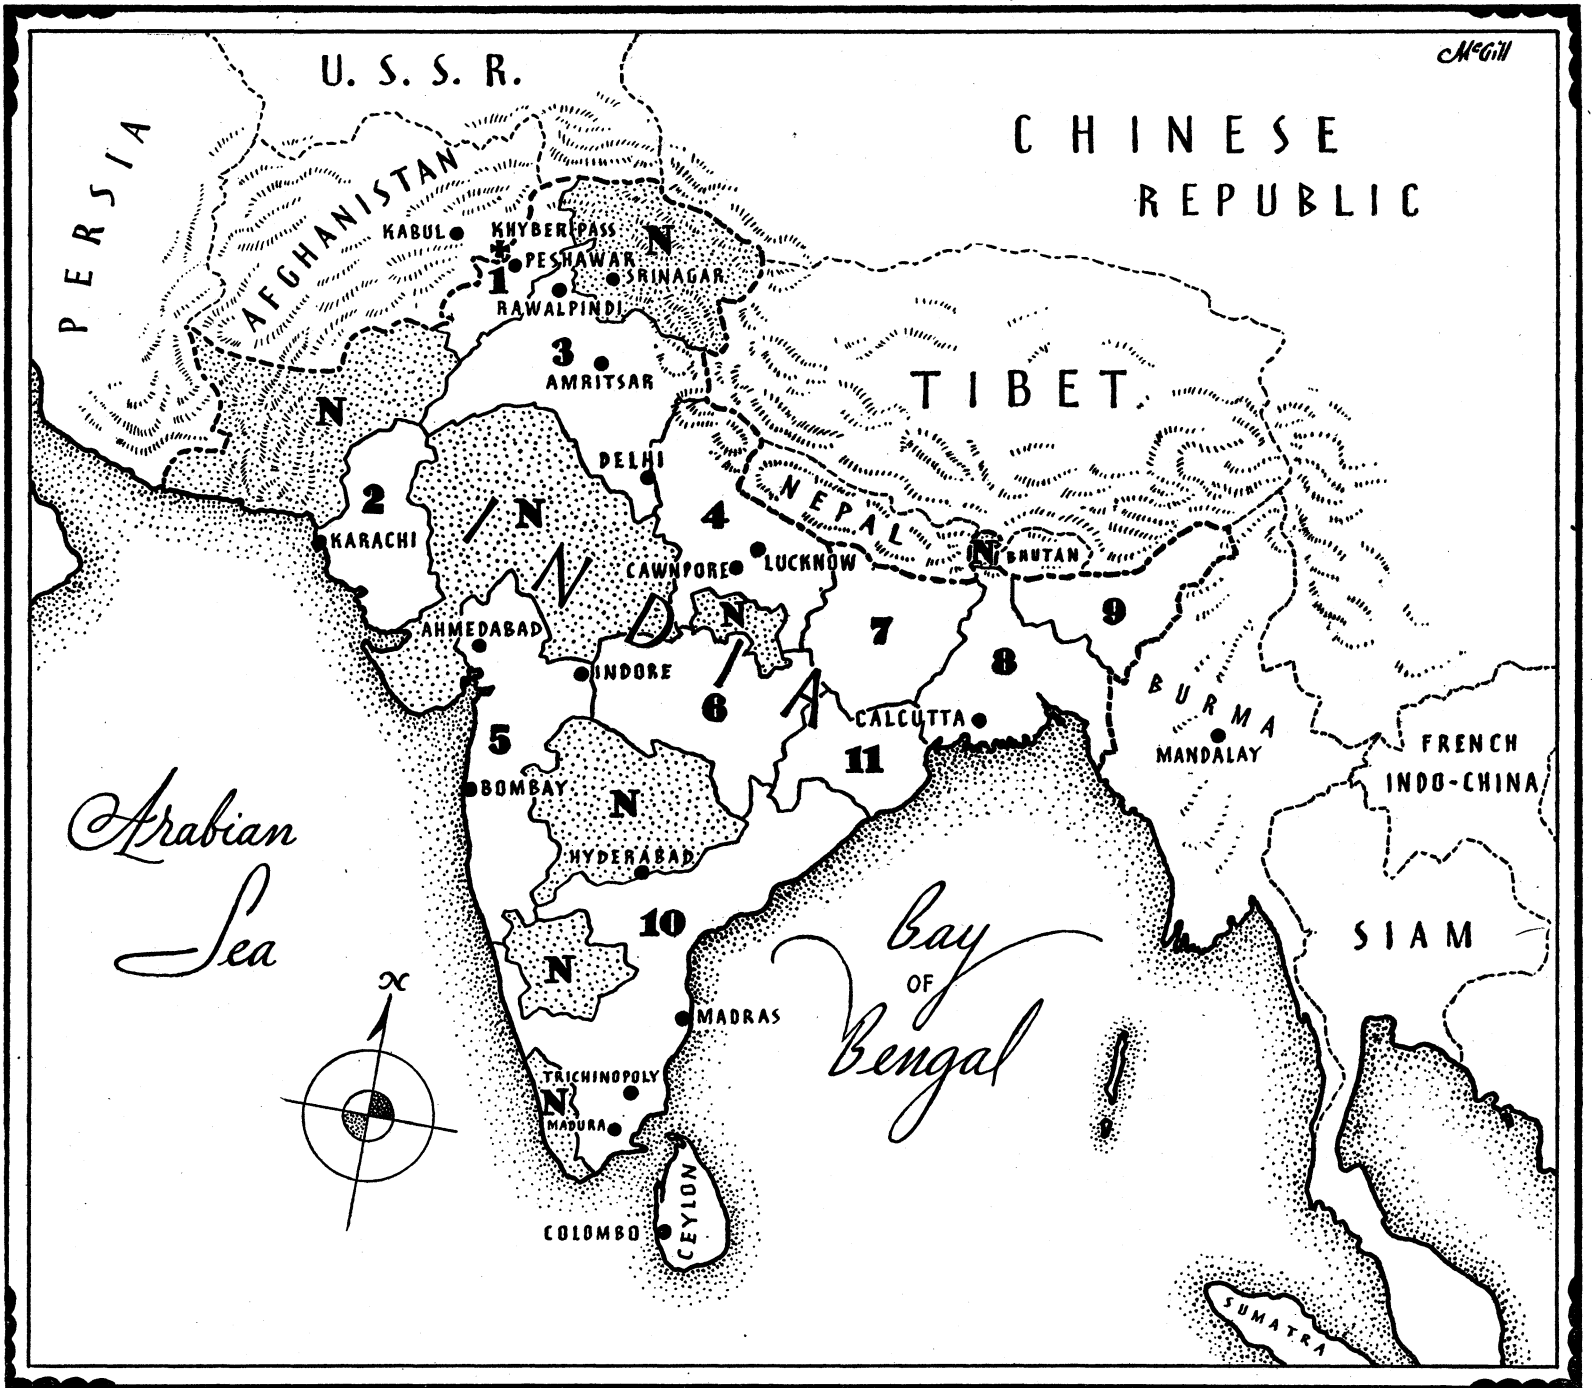 McGill
U. S. S. R.
CHINESE
REPUBLIC
PERSIA
AFGHANISTAN
KABUL
KHYBER PASS
N
PESHAWAR
1
SRINAGAR
RAWALPINDI
3
AMRITSAR
TIBET
N
DELHI
2
N
4
NEPAL
KARACHI
INDIA
CAWNPORE
LUCKNOW
N
BHUTAN
N
9
AHMEDABAD
7
8
INDORE
6
BURMA
CALCUTTA
5
11
MANDALAY
FRENCH
INDO-CHINA
BOMBAY
N
Arabian
Sea
HYDERABAD
10
Bay
OF
Bengal
SIAM
N
N
MADRAS
TRICHINOPOLY
N
MADURA
CEYLON
COLOMBO
SUMATRA